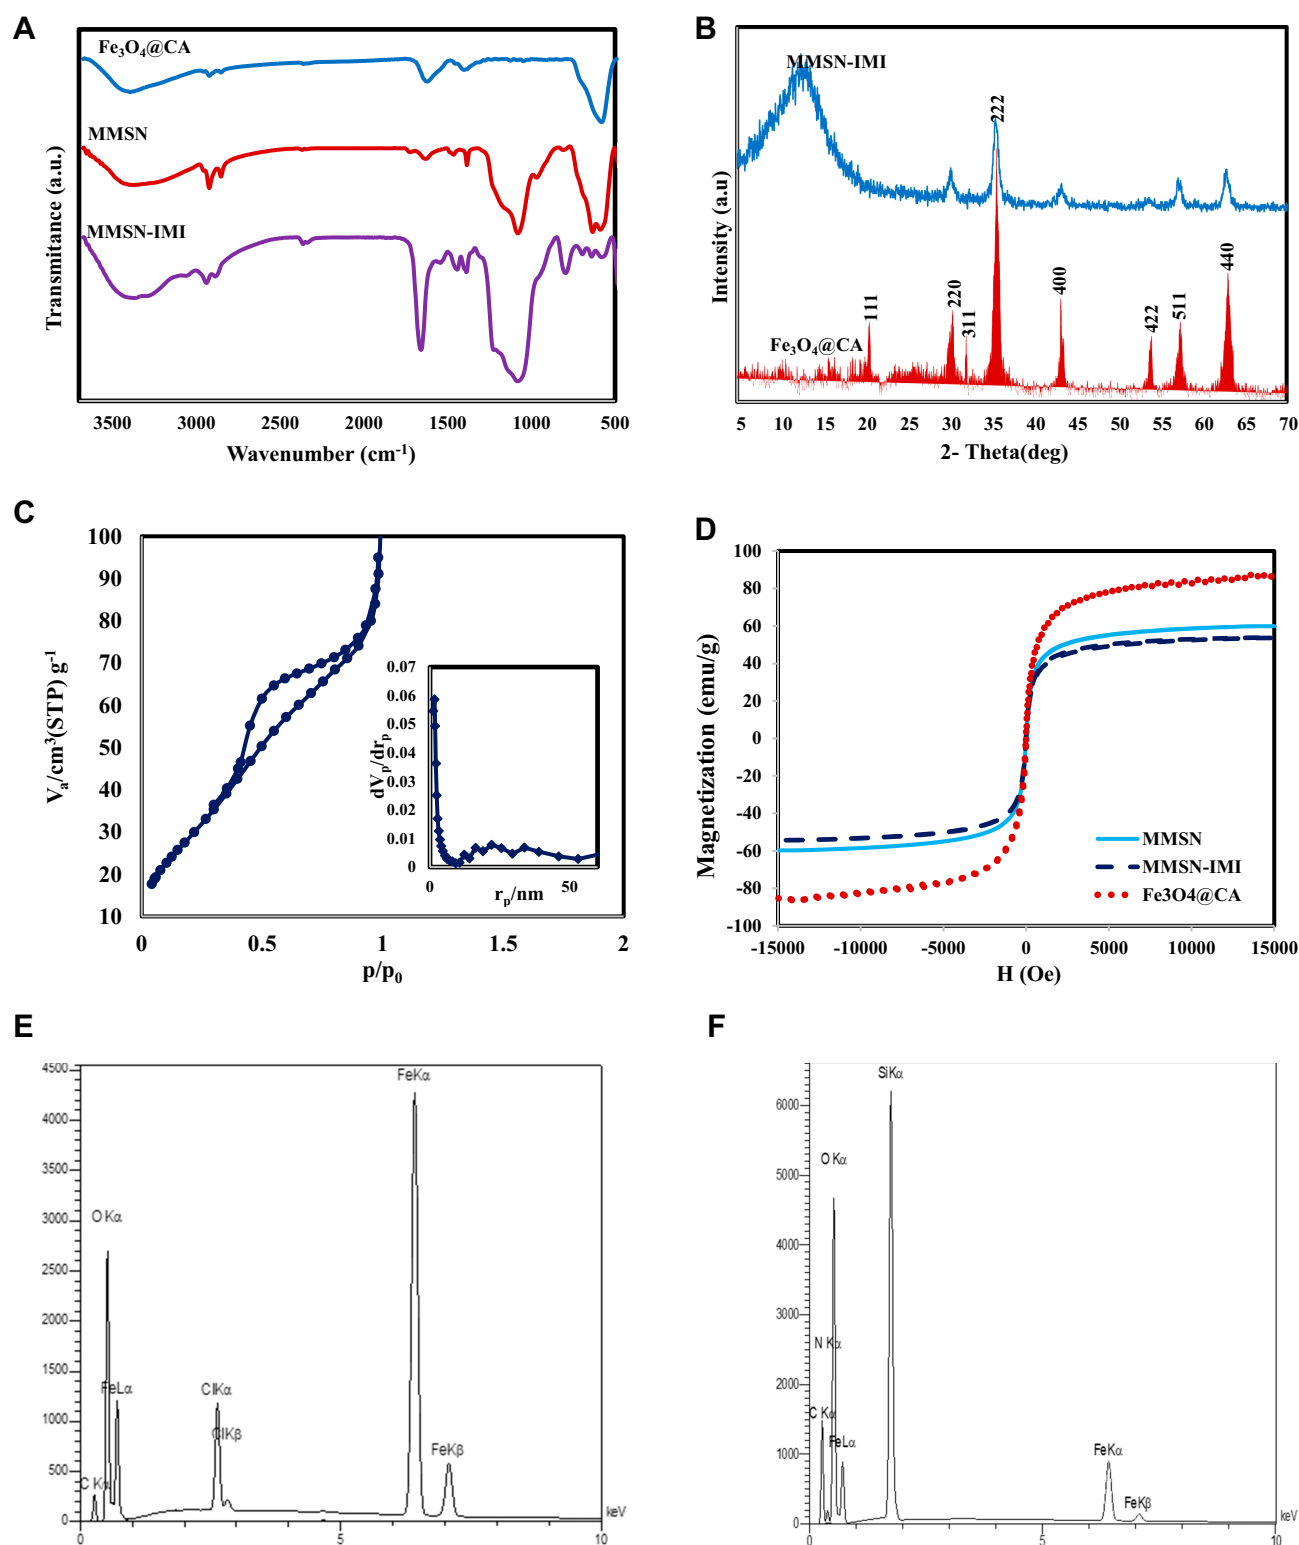 A
Fe3O4@CA
MMSN
MMSN-IMI
Transmitance (a.u.)
3500 3000 2500 2000 1500 1000 500
Wavenumber (cm-1)
B
MMSN-IMI
222
111
220
311
400
422
511
440
Fe3O4@CA
Intensity (a.u)
5 10 15 20 25 30 35 40 45 50 55 60 65 70
2- Theta(deg)
C
100
90
80
70
60
50
40
30
20
10
Va/cm3(STP) g-1
0 0.5 1 1.5 2
p/p0
0.07
0.06
0.05
0.04
0.03
0.02
0.01
0
dVp/drp
0 50
rp/nm
D
100
80
60
40
20
0
-20
-40
-60
-80
-100
Magnetization (emu/g)
MMSN
MMSN-IMI
Fe3O4@CA
-15000 -10000 -5000 0 5000 10000 15000
H (Oe)
E
4500
4000
3500
3000
2500
2000
1500
1000
500
0
FeKα
O Kα
FeLα
ClKα
ClKβ
FeKβ
C Kα
keV
0 5 10
F
6000
5000
4000
3000
2000
1000
0
SiKα
O Kα
N Kα
C Kα
FeLα
FeKα
FeKβ
keV
0 5 10